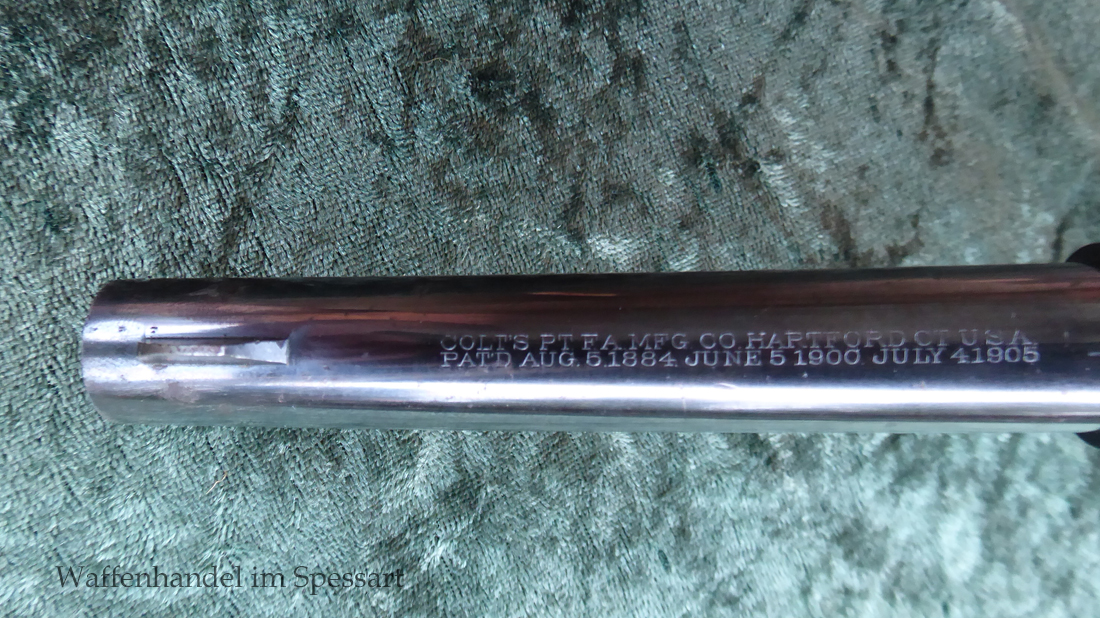 COLT'S PT. F.A. MFG. CO. HARTFORD CT. U.S.A.
PAT'D AUG. 5.1884. JUNE 5 1900. JULY 4 1905
Waffenhandel im Spessart